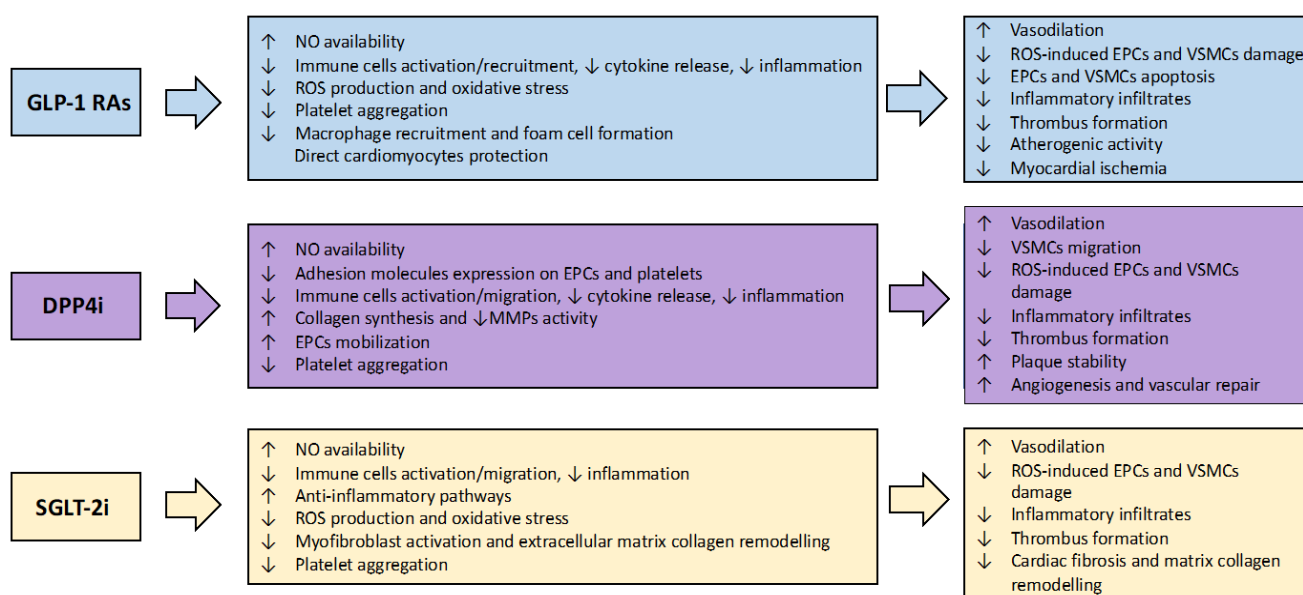 GLP-1 RAs
↑ NO availability
↓ Immune cells activation/recruitment, ↓ cytokine release, ↓ inflammation
↓ ROS production and oxidative stress
↓ Platelet aggregation
↓ Macrophage recruitment and foam cell formation
Direct cardiomyocytes protection
↑ Vasodilation
↓ ROS-induced EPCs and VSMCs damage
↓ EPCs and VSMCs apoptosis
↓ Inflammatory infiltrates
↓ Thrombus formation
↓ Atherogenic activity
↓ Myocardial ischemia
DPP4i
↑ NO availability
↓ Adhesion molecules expression on EPCs and platelets
↓ Immune cells activation/migration, ↓ cytokine release, ↓ inflammation
↑ Collagen synthesis and ↓MMPs activity
↑ EPCs mobilization
↓ Platelet aggregation
↑ Vasodilation
↓ VSMCs migration
↓ ROS-induced EPCs and VSMCs
damage
↓ Inflammatory infiltrates
↓ Thrombus formation
↑ Plaque stability
↑ Angiogenesis and vascular repair
SGLT-2i
↑ NO availability
↓ Immune cells activation/migration, ↓ inflammation
↑ Anti-inflammatory pathways
↓ ROS production and oxidative stress
↓ Myofibroblast activation and extracellular matrix collagen remodelling
↓ Platelet aggregation
↑ Vasodilation
↓ ROS-induced EPCs and VSMCs
damage
↓ Inflammatory infiltrates
↓ Thrombus formation
↓ Cardiac fibrosis and matrix collagen
remodelling